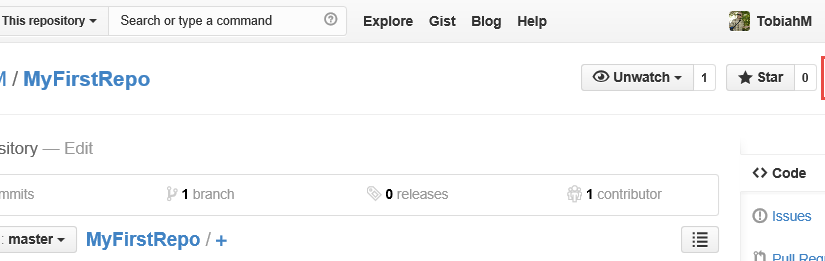 This repository Search or type a command Explore Gist Blog Help TobiahM
M / MyFirstRepo Unwatch 1 Star 0
sitory — Edit
mmits 1 branch 0 releases 1 contributor
Code
: master MyFirstRepo / +
Issues
Pull Req